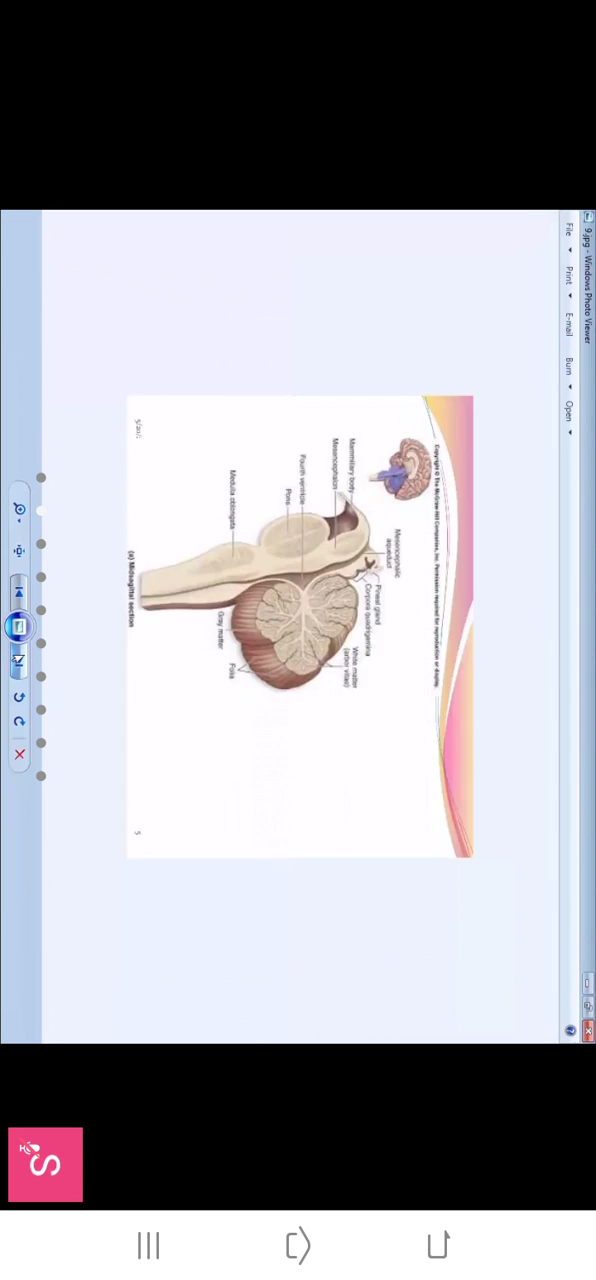 9.jpg - Windows Photo Viewer
File Print E-mail Burn Open
Copyright © The McGraw-Hill Companies, Inc. Permission required for reproduction or display.
Mesencephalic
aqueduct
Pineal gland
Corpora quadrigemina
Mammillary body
Mesencephalon
White matter
(arbor vitae)
Fourth ventricle
Pons
Medulla oblongata
Folia
Gray matter
(a) Midsagittal section
5
S